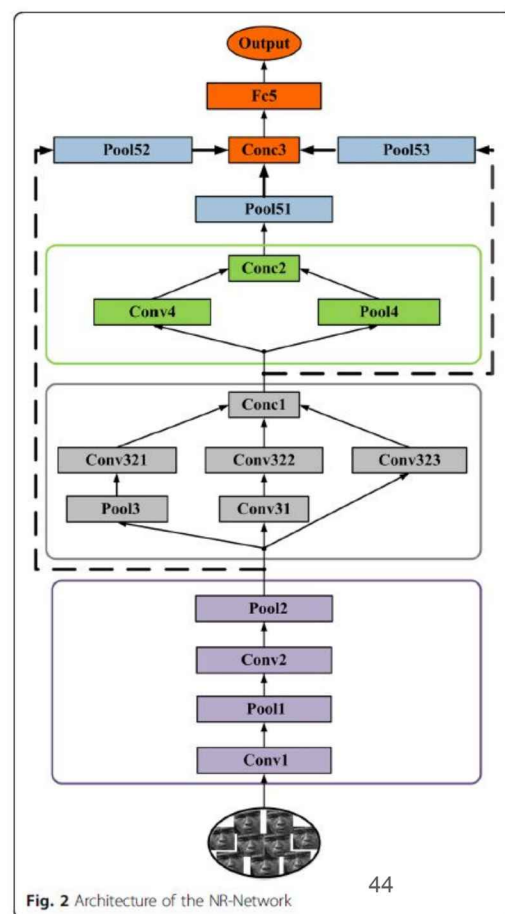 Output
Fc5
Pool52 Conc3 Pool53
Pool51
Conc2
Conv4 Pool4
Conc1
Conv321 Conv322 Conv323
Pool3 Conv31
Pool2
Conv2
Pool1
Conv1
44
Fig. 2 Architecture of the NR-Network